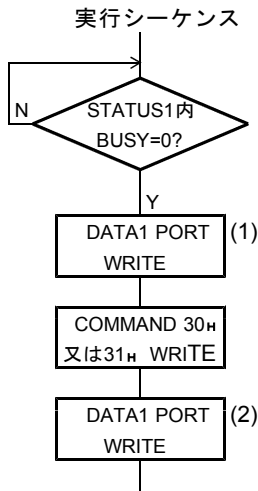 実行シーケンス
N
STATUS1内
BUSY=0?
Y
DATA1 PORT
WRITE
(1)
COMMAND 30H
又は31H WRITE
DATA1 PORT
WRITE
(2)